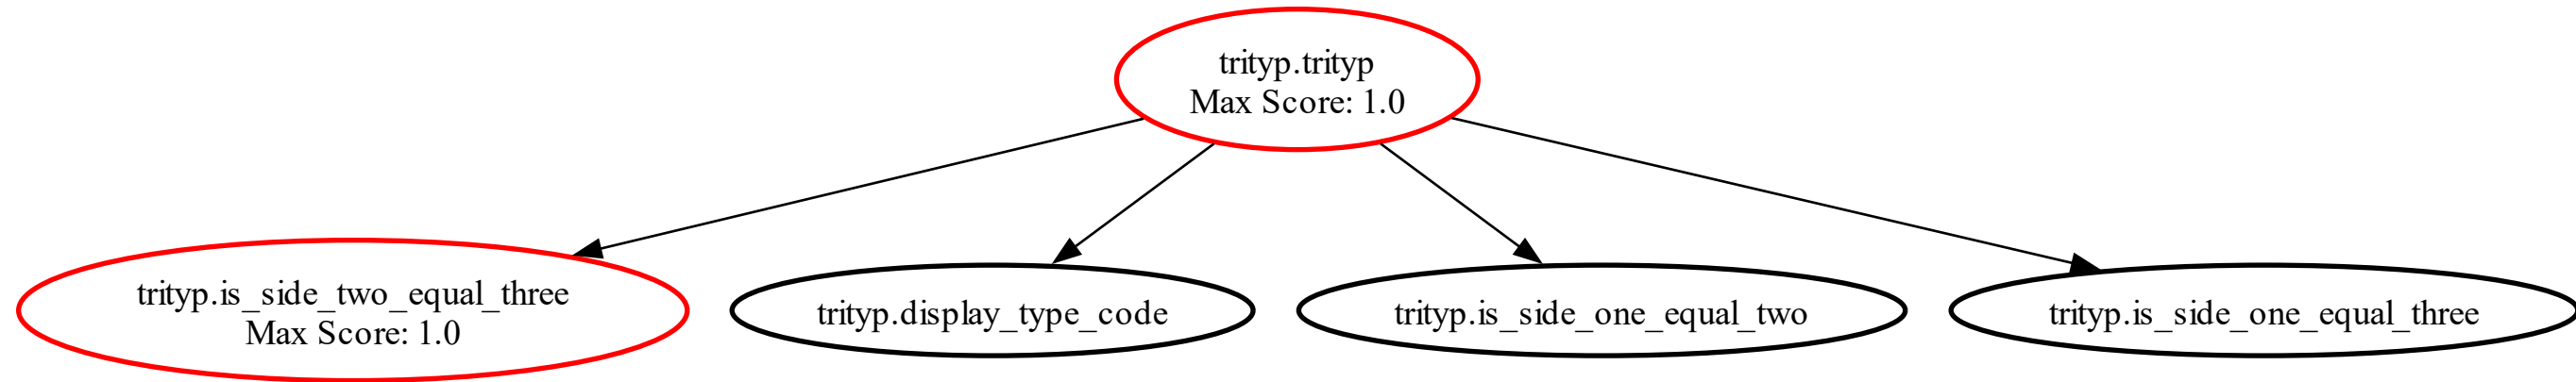 trityp.trityp
Max Score: 1.0
trityp.is_side_two_equal_three
Max Score: 1.0
trityp.display_type_code
trityp.is_side_one_equal_two
trityp.is_side_one_equal_three